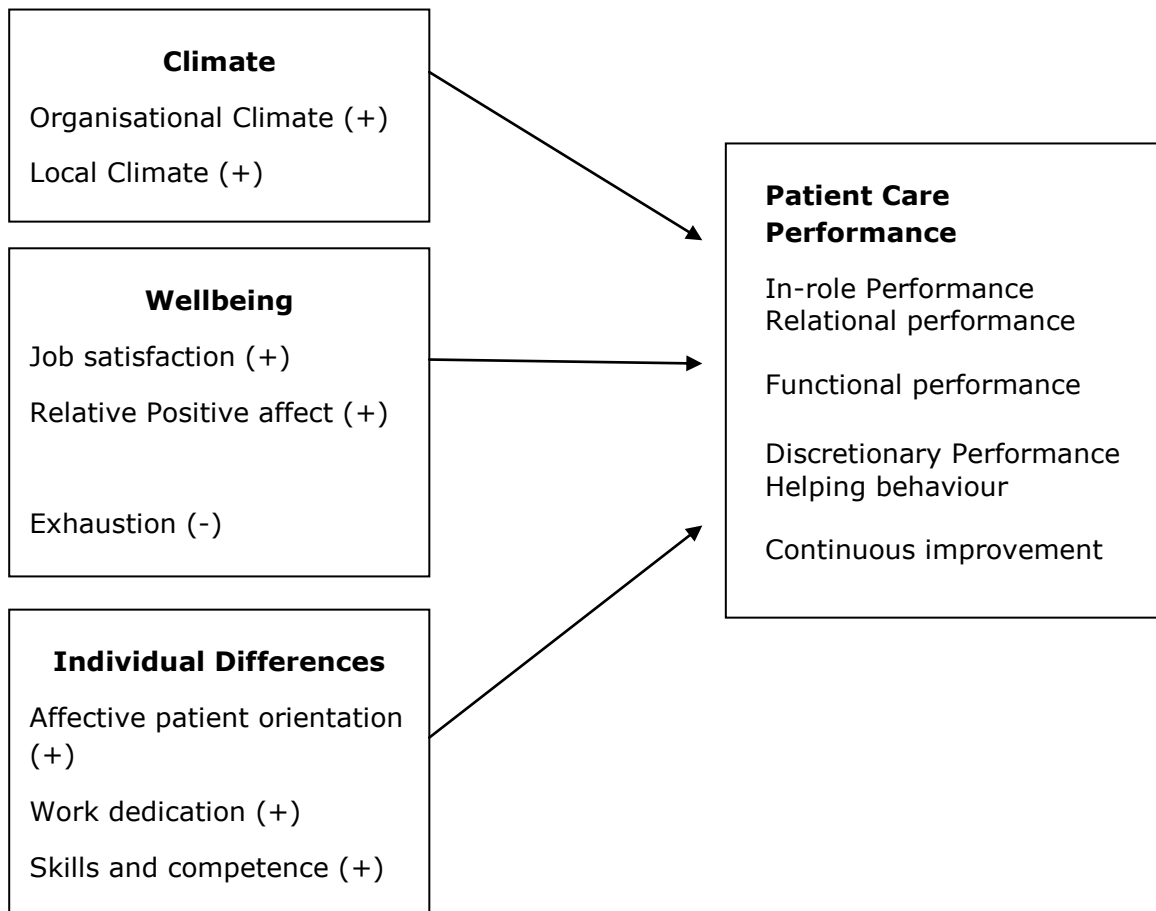 Climate
Organisational Climate (+)
Local Climate (+)
Wellbeing
Job satisfaction (+)
Relative Positive affect (+)
Exhaustion (-)
Individual Differences
Affective patient orientation
(+)
Work dedication (+)
Skills and competence (+)
Patient Care
Performance
In-role Performance
Relational performance
Functional performance
Discretionary Performance
Helping behaviour
Continuous improvement